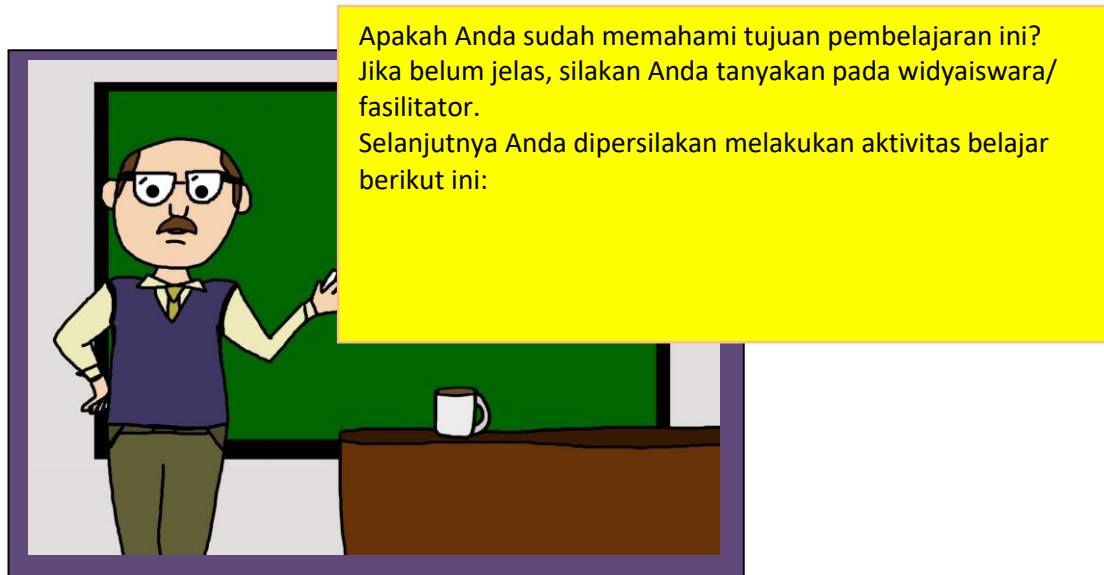 Apakah Anda sudah memahami tujuan pembelajaran ini?
Jika belum jelas, silakan Anda tanyakan pada widyaiswara/
fasilitator.
Selanjutnya Anda dipersilakan melakukan aktivitas belajar
berikut ini: